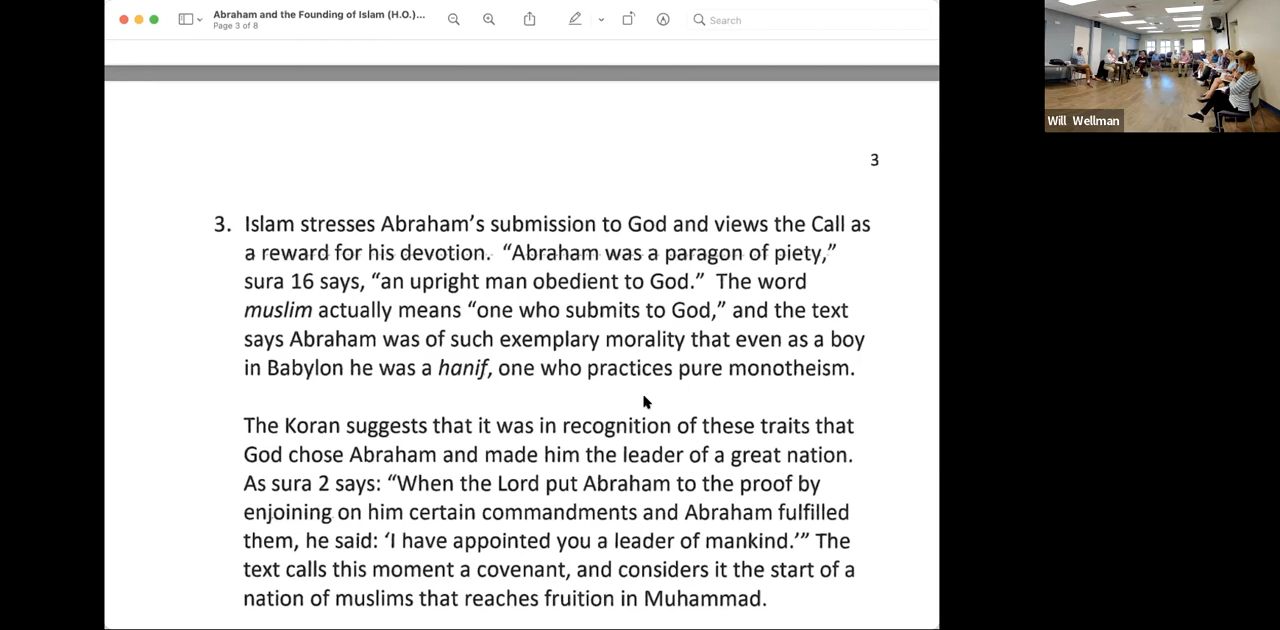 Abraham and the Founding of Islam (H.O.)...
Page 3 of 8
Search
Will Wellman
3
3. Islam stresses Abraham's submission to God and views the Call as
a reward for his devotion. “Abraham was a paragon of piety,”
sura 16 says, “an upright man obedient to God.” The word
muslim actually means “one who submits to God,” and the text
says Abraham was of such exemplary morality that even as a boy
in Babylon he was a hanif, one who practices pure monotheism.
The Koran suggests that it was in recognition of these traits that
God chose Abraham and made him the leader of a great nation.
As sura 2 says: “When the Lord put Abraham to the proof by
enjoining on him certain commandments and Abraham fulfilled
them, he said: ‘I have appointed you a leader of mankind.’” The
text calls this moment a covenant, and considers it the start of a
nation of muslims that reaches fruition in Muhammad.